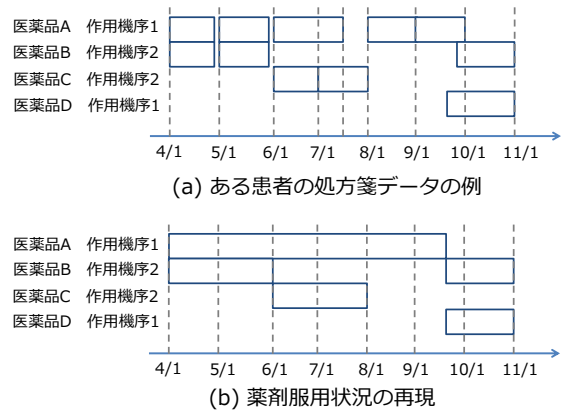 医薬品A 作用機序1
医薬品B 作用機序2
医薬品C 作用機序2
医薬品D 作用機序1
4/1 5/1 6/1 7/1 8/1 9/1 10/1 11/1
(a) ある患者の処方箋データの例
医薬品A 作用機序1
医薬品B 作用機序2
医薬品C 作用機序2
医薬品D 作用機序1
4/1 5/1 6/1 7/1 8/1 9/1 10/1 11/1
(b) 薬剤服用状況の再現